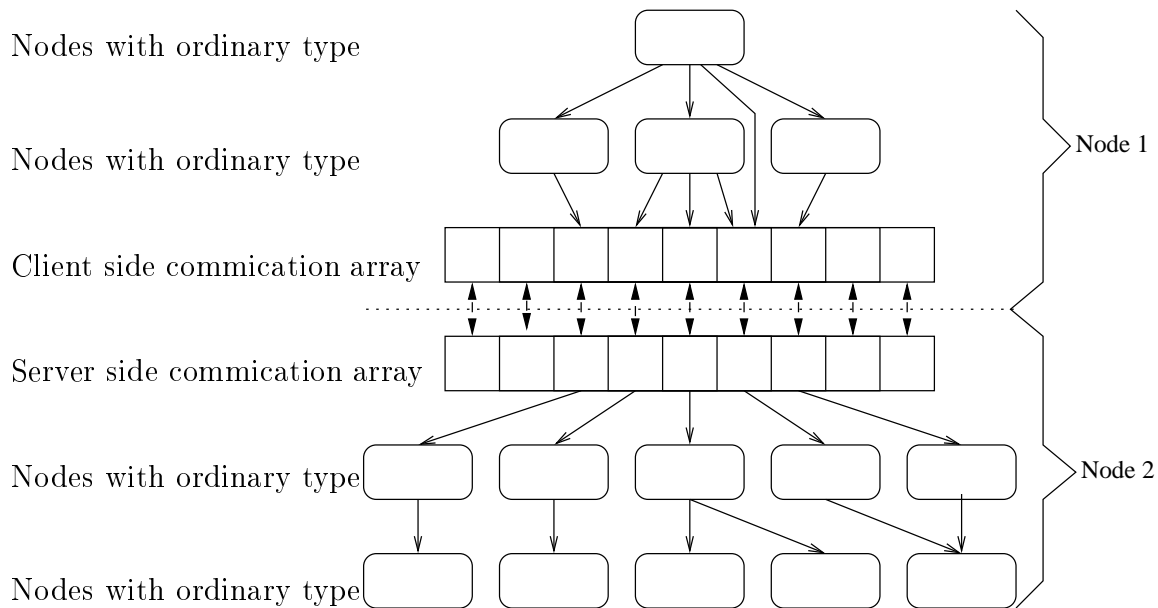 Nodes with ordinary type
Nodes with ordinary type
Node 1
Client side commication array
Server side commication array
Nodes with ordinary type
Node 2
Nodes with ordinary type